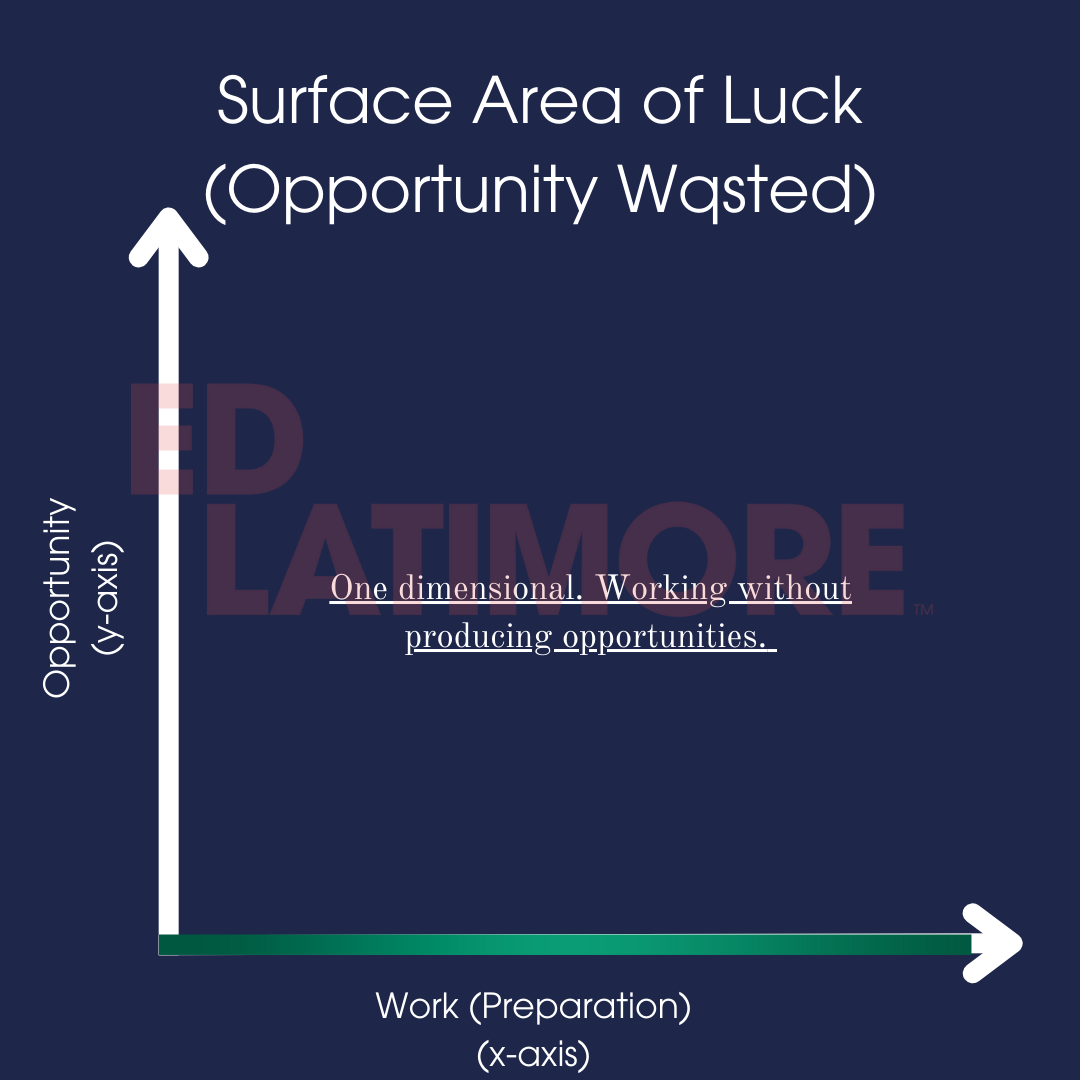 Surface Area of Luck
(Opportunity Wqsted)
ED
LATIMORE™
Opportunity
(y-axis)
One dimensional. Working without
producing opportunities.
Work (Preparation)
(x-axis)